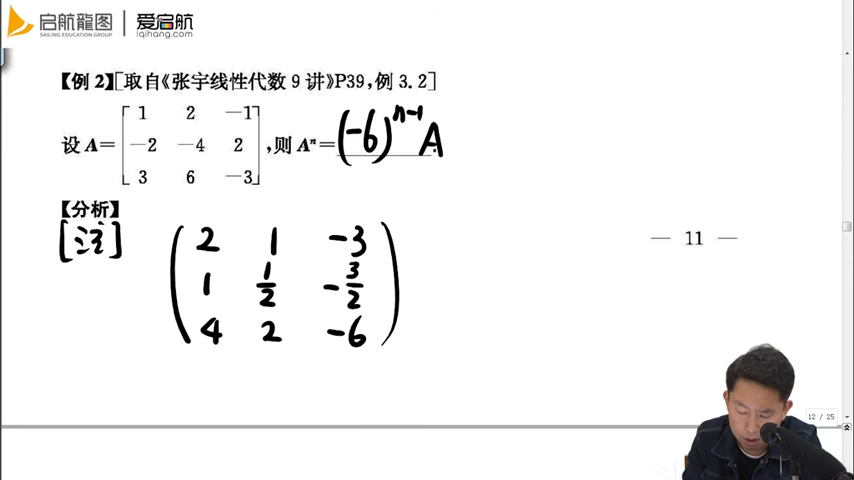 启航龍图 爱启航
SAILING EDUCATION GROUP iqihang.com
【例2】[取自《张宇线性代数9讲》P39,例3.2]
设 A= [1 2 -1
-2 -4 2
3 6 -3] ,则 Aⁿ= (-6)ⁿ⁻¹ A.
【分析】
[注] (2 1 -3
1 1/2 -3/2
4 2 -6)
— 11 —
12 / 25